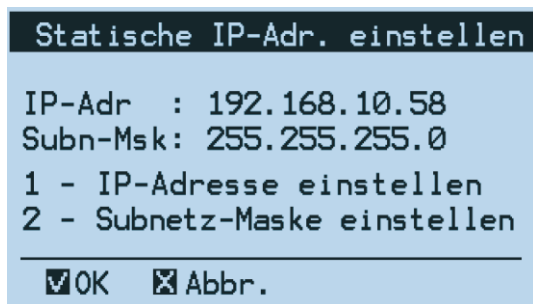 Statische IP-Adr. einstellen
IP-Adr : 192.168.10.58
Subn-Msk: 255.255.255.0
1 - IP-Adresse einstellen
2 - Subnetz-Maske einstellen
OK Abbr.